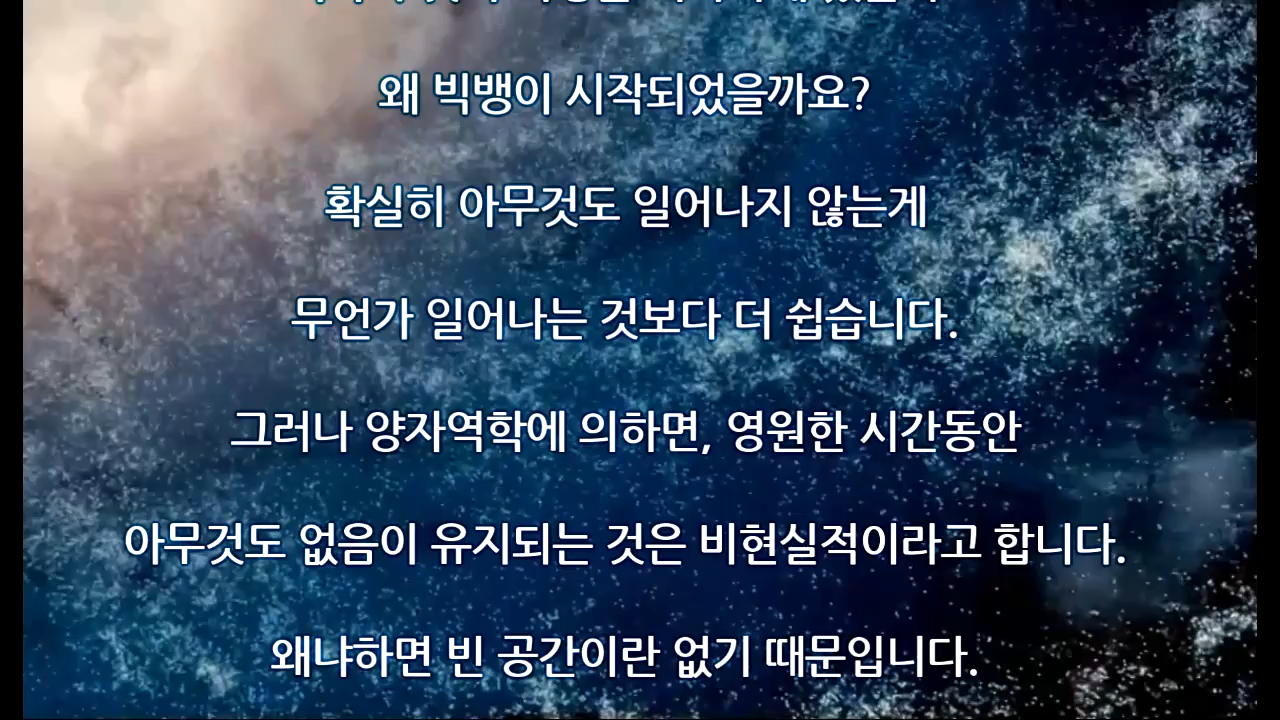 왜 빅뱅이 시작되었을까요?
확실히 아무것도 일어나지 않는게
무언가 일어나는 것보다 더 쉽습니다.
그러나 양자역학에 의하면, 영원한 시간동안
아무것도 없음이 유지되는 것은 비현실적이라고 합니다.
왜냐하면 빈 공간이란 없기 때문입니다.